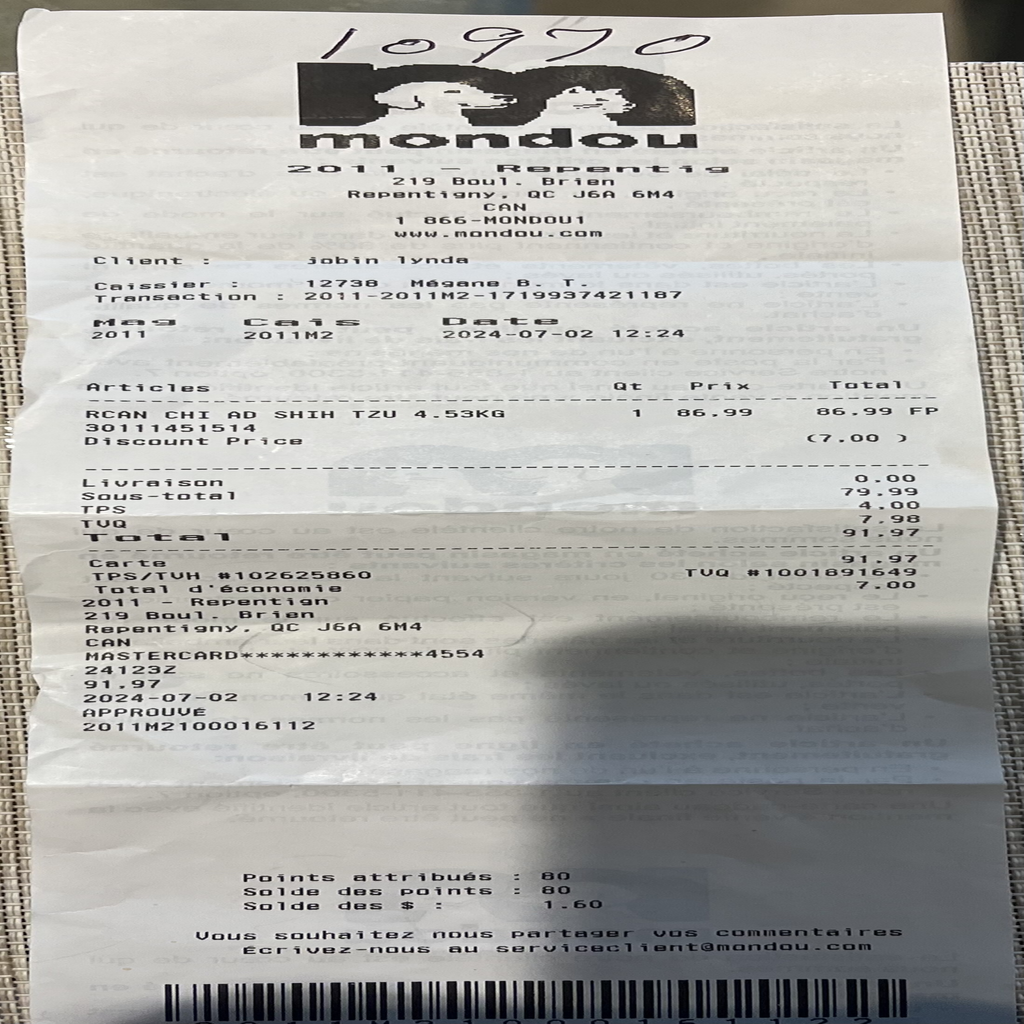 10970
mondou
2011 - Repentig
219 Boul. Brien
Repentigny, QC J6A 6M4
CAN
1 866-MONDOU1
www.mondou.com
Client : jobin lynda
Caissier : 12738 Mégane B. T.
Transaction : 2011-2011M2-1719937421187
Mag Cais Date
2011 2011M2 2024-07-02 12:24
Articles Qt Prix Total
RCAN CHI AD SHIH TZU 4.53KG 1 86.99 86.99 FP
30111451514
Discount Price (7.00 )
Livraison 0.00
Sous-total 79.99
TPS 4.00
TVQ 7.98
Total 91.97
Carte 91.97
TPS/TVH #102625860 TVQ #1001891649
Total d'économie 7.00
2011 - Repentign
219 Boul. Brien
Repentigny, QC J6A 6M4
CAN
MASTERCARD************4554
24123Z
91.97
2024-07-02 12:24
APPROUVÉ
2011M2100016112
Points attribués : 80
Solde des points : 80
Solde des $ : 1.60
Vous souhaitez nous partager vos commentaires
Écrivez-nous au serviceclient@mondou.com